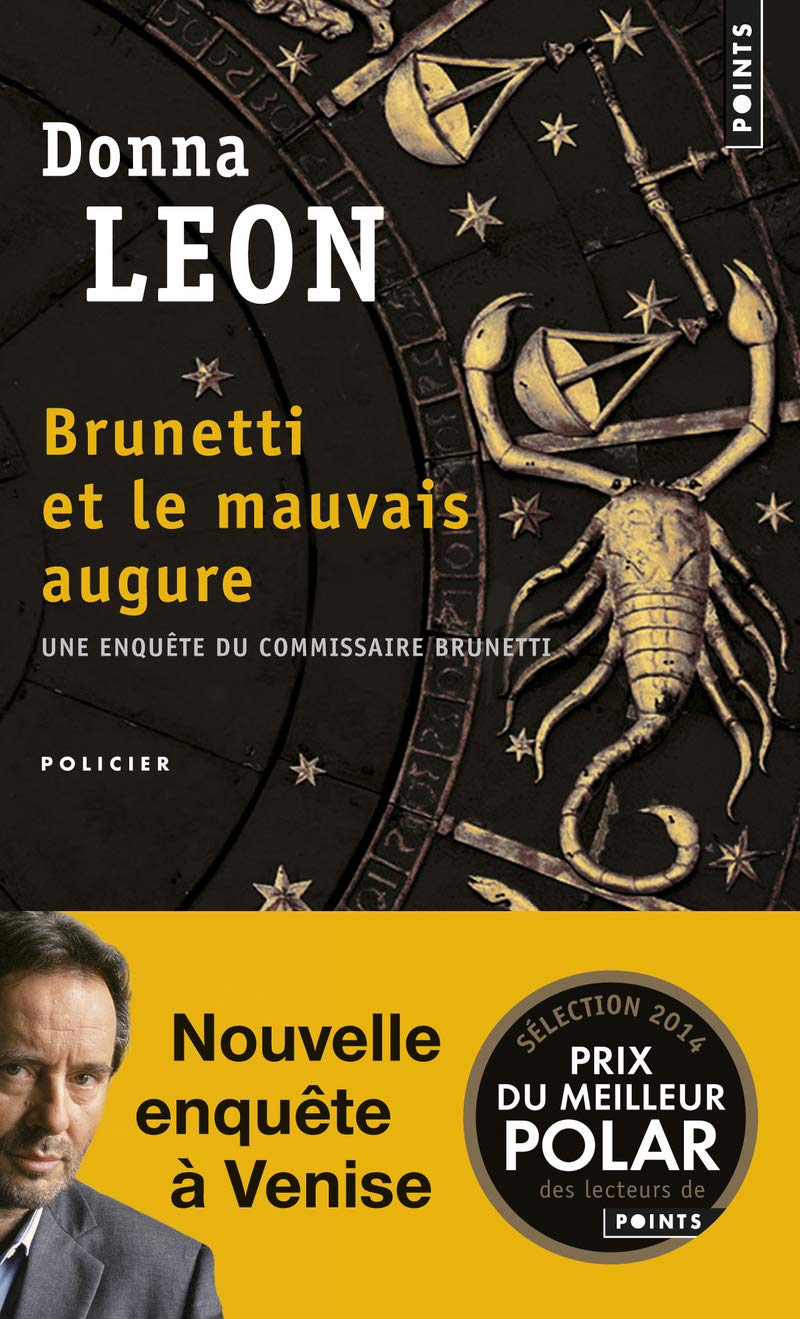 POINTS
Donna
LEON
Brunetti
et le mauvais
augure
UNE ENQUÊTE DU COMMISSAIRE BRUNETTI
POLICIER
Nouvelle
enquête
à Venise
SÉLECTION 2014
PRIX
DU MEILLEUR
POLAR
des lecteurs de
POINTS